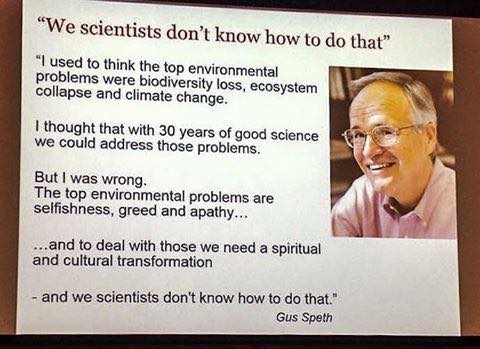 “We scientists don’t know how to do that”
“I used to think the top environmental
problems were biodiversity loss, ecosystem
collapse and climate change.
I thought that with 30 years of good science
we could address those problems.
But I was wrong.
The top environmental problems are
selfishness, greed and apathy…
…and to deal with those we need a spiritual
and cultural transformation
- and we scientists don't know how to do that.”
Gus Speth